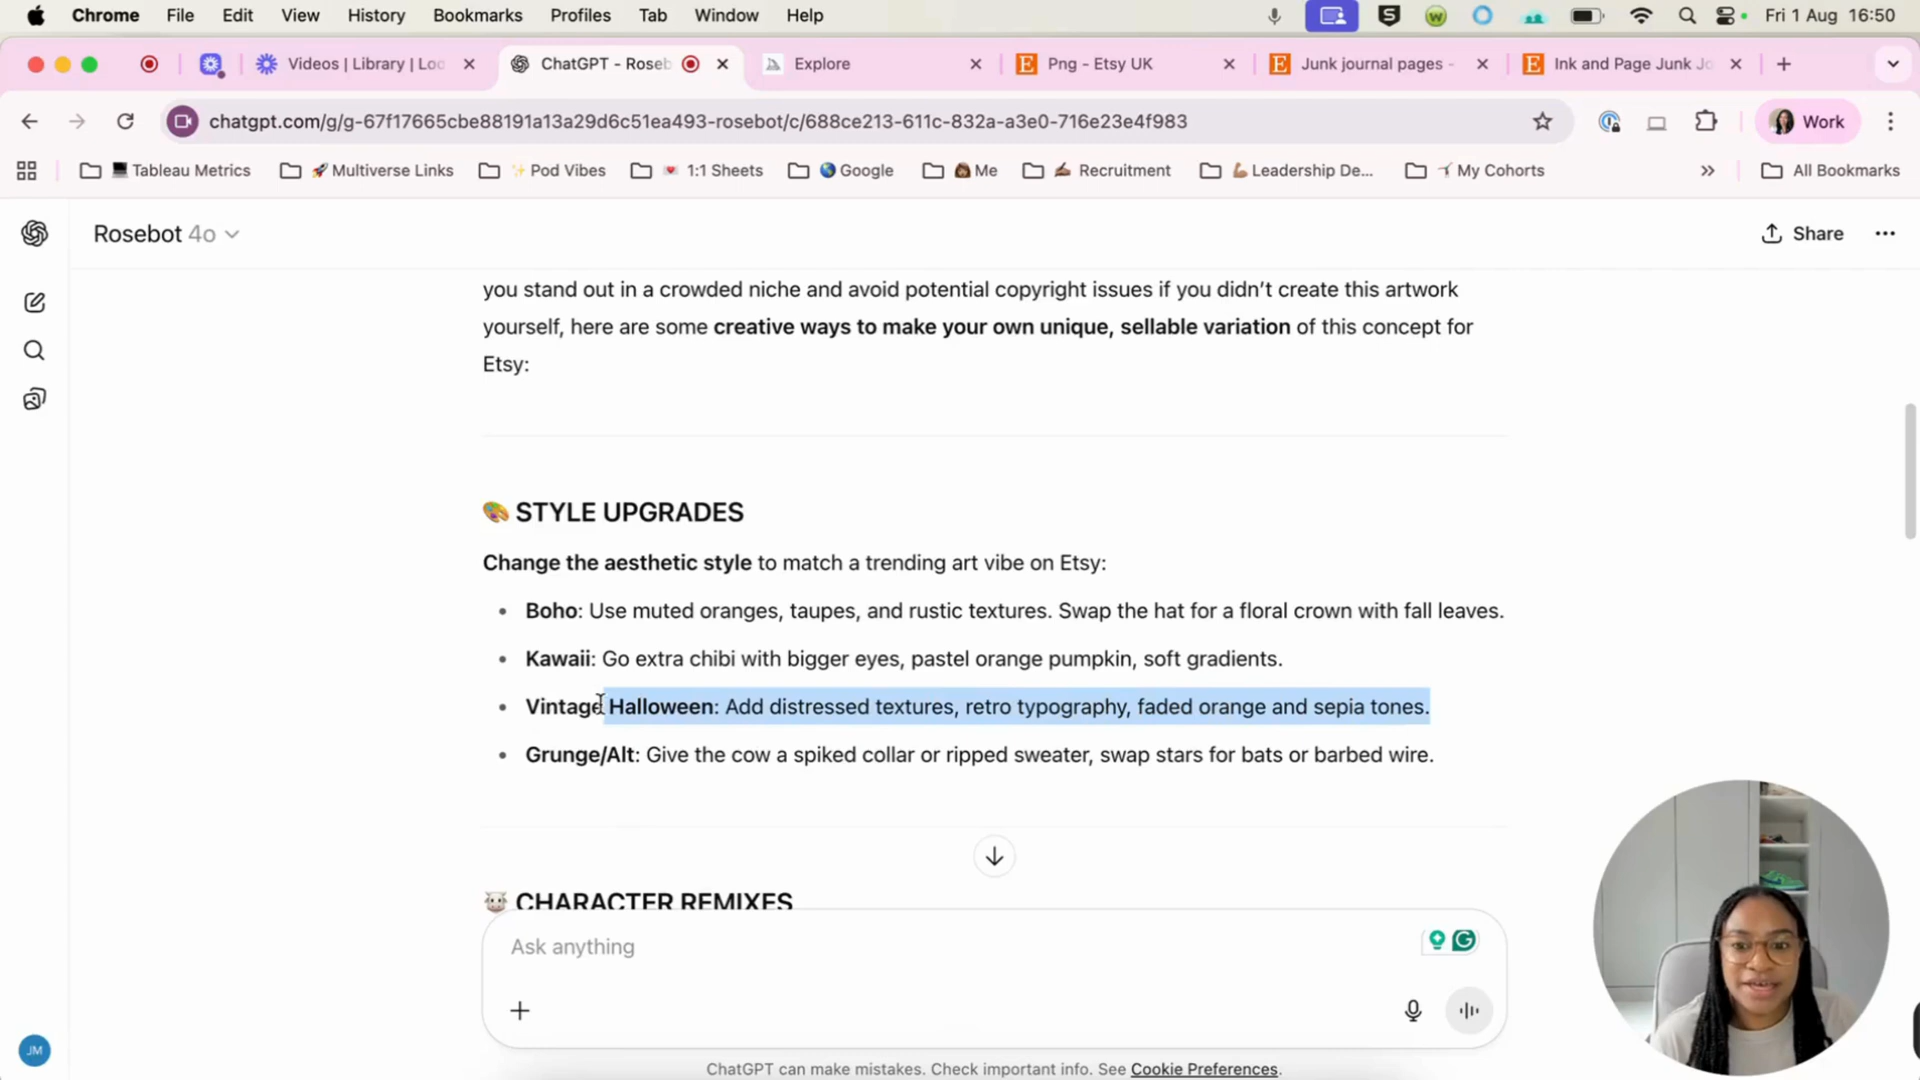 Chrome File Edit View History Bookmarks Profiles Tab Window Help Fri 1 Aug 16:50
Videos | Library | Loo ChatGPT - Roseb Explore Png - Etsy UK Junk journal pages - Ink and Page Junk Jo
chatgpt.com/g/g-67f17665cbe88191a13a29d6c51ea493-rosebot/c/688ce213-611c-832a-a3e0-716e23e4f983 Work
Tableau Metrics Multiverse Links Pod Vibes 1:1 Sheets Google Me Recruitment Leadership De... My Cohorts All Bookmarks
Rosebot 4o Share
you stand out in a crowded niche and avoid potential copyright issues if you didn't create this artwork
yourself, here are some creative ways to make your own unique, sellable variation of this concept for
Etsy:
STYLE UPGRADES
Change the aesthetic style to match a trending art vibe on Etsy:
• Boho: Use muted oranges, taupes, and rustic textures. Swap the hat for a floral crown with fall leaves.
• Kawaii: Go extra chibi with bigger eyes, pastel orange pumpkin, soft gradients.
• Vintage Halloween: Add distressed textures, retro typography, faded orange and sepia tones.
• Grunge/Alt: Give the cow a spiked collar or ripped sweater, swap stars for bats or barbed wire.
CHARACTER REMIXES
Ask anything
JM
ChatGPT can make mistakes. Check important info. See Cookie Preferences.